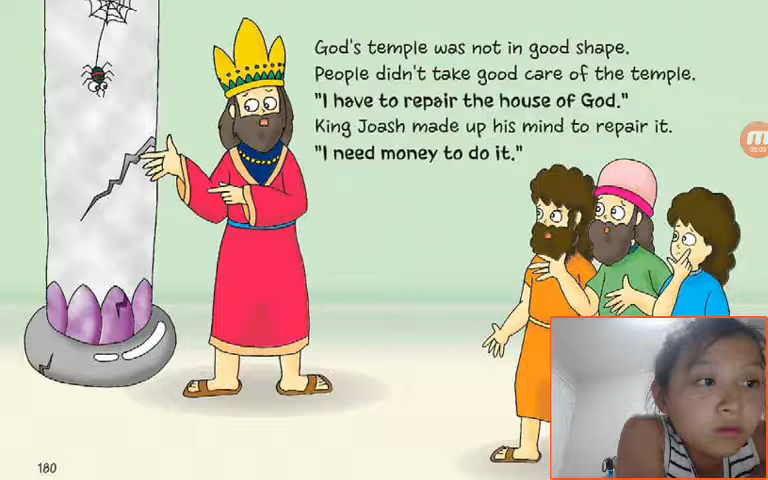 God's temple was not in good shape.
People didn't take good care of the temple.
"I have to repair the house of God."
King Joash made up his mind to repair it.
"I need money to do it."
180